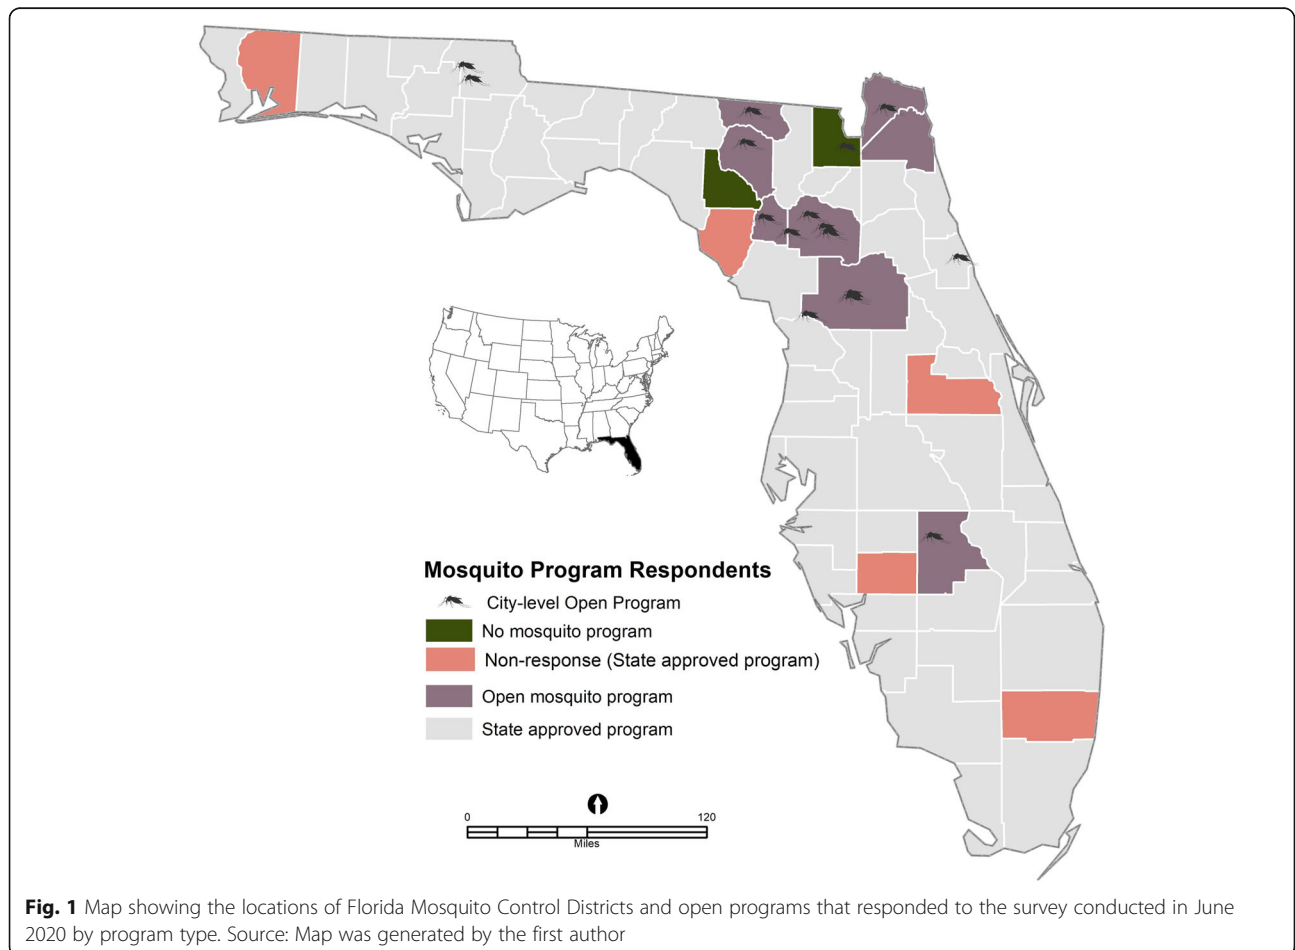 Mosquito Program Respondents
City-level Open Program
No mosquito program
Non-response (State approved program)
Open mosquito program
State approved program
0 120
Miles
Fig. 1 Map showing the locations of Florida Mosquito Control Districts and open programs that responded to the survey conducted in June
2020 by program type. Source: Map was generated by the first author